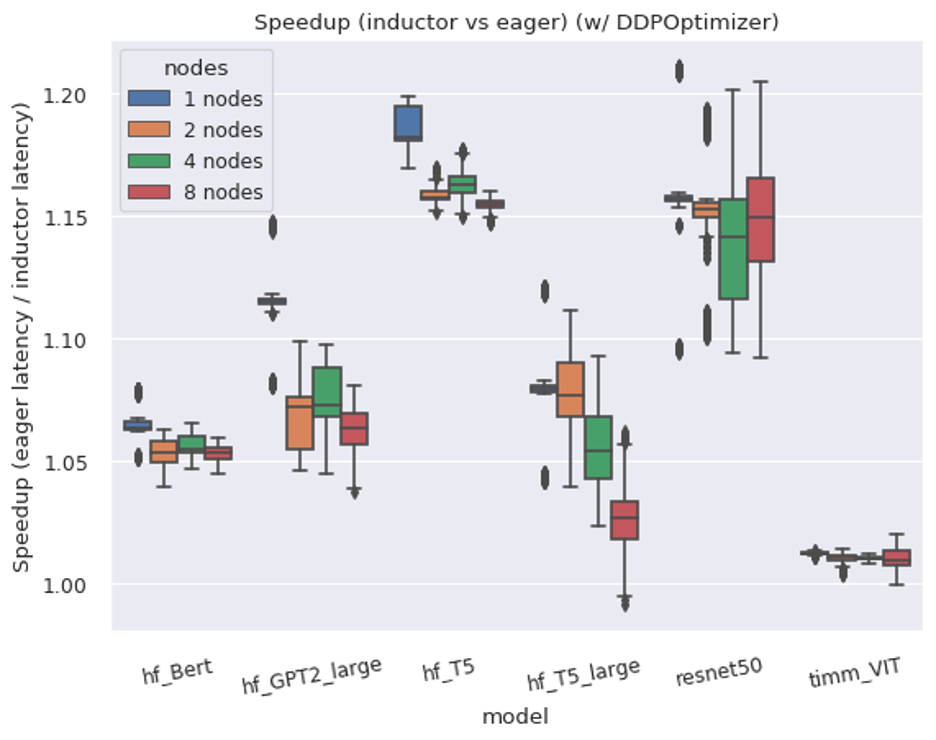 Speedup (inductor vs eager) (w/ DDPOptimizer)
nodes
1 nodes
2 nodes
4 nodes
8 nodes
Speedup (eager latency / inductor latency)
1.20
1.15
1.10
1.05
1.00
hf_Bert
hf_GPT2_large
hf_T5
hf_T5_large
resnet50
timm_VIT
model